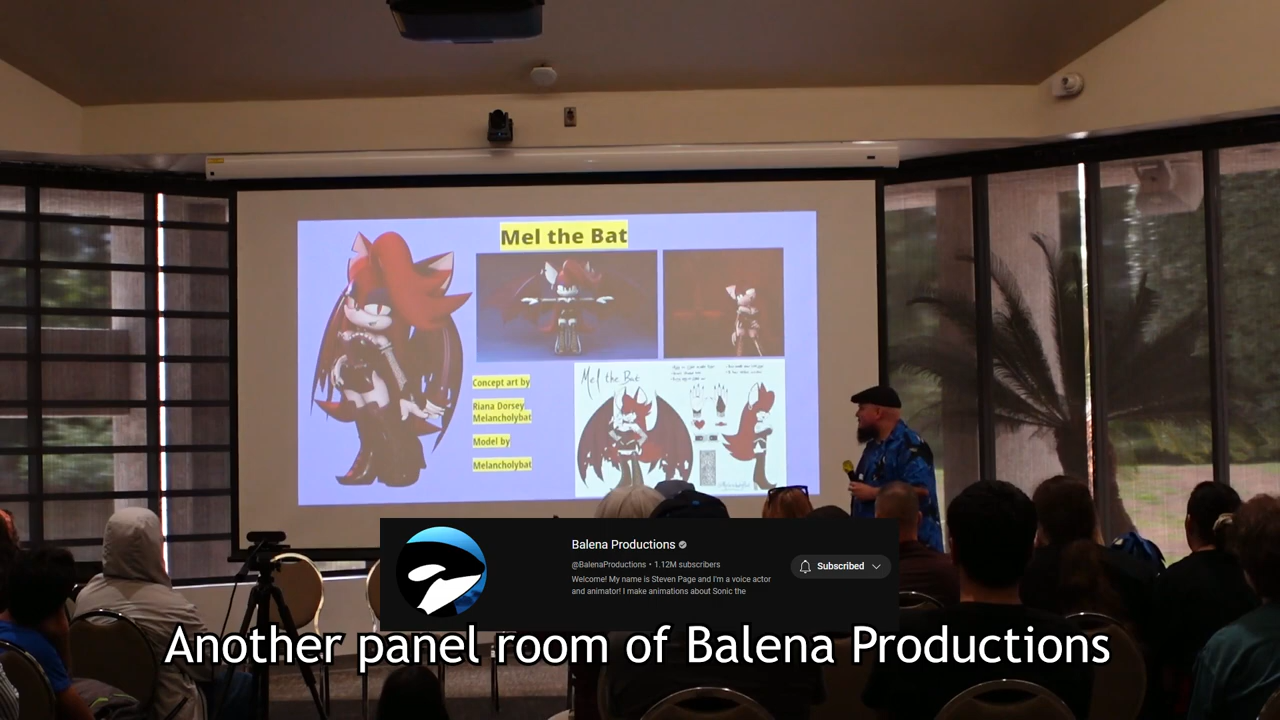 Mel the Bat
Mel the Bat
Concept art by
Riana Dorsey
Melancholybat
Model by
Melancholybat
Balena Productions
@BalenaProductions • 1.12M subscribers
Welcome! My name is Steven Page and I'm a voice actor
and animator! I make animations about Sonic the
Subscribed
Another panel room of Balena Productions